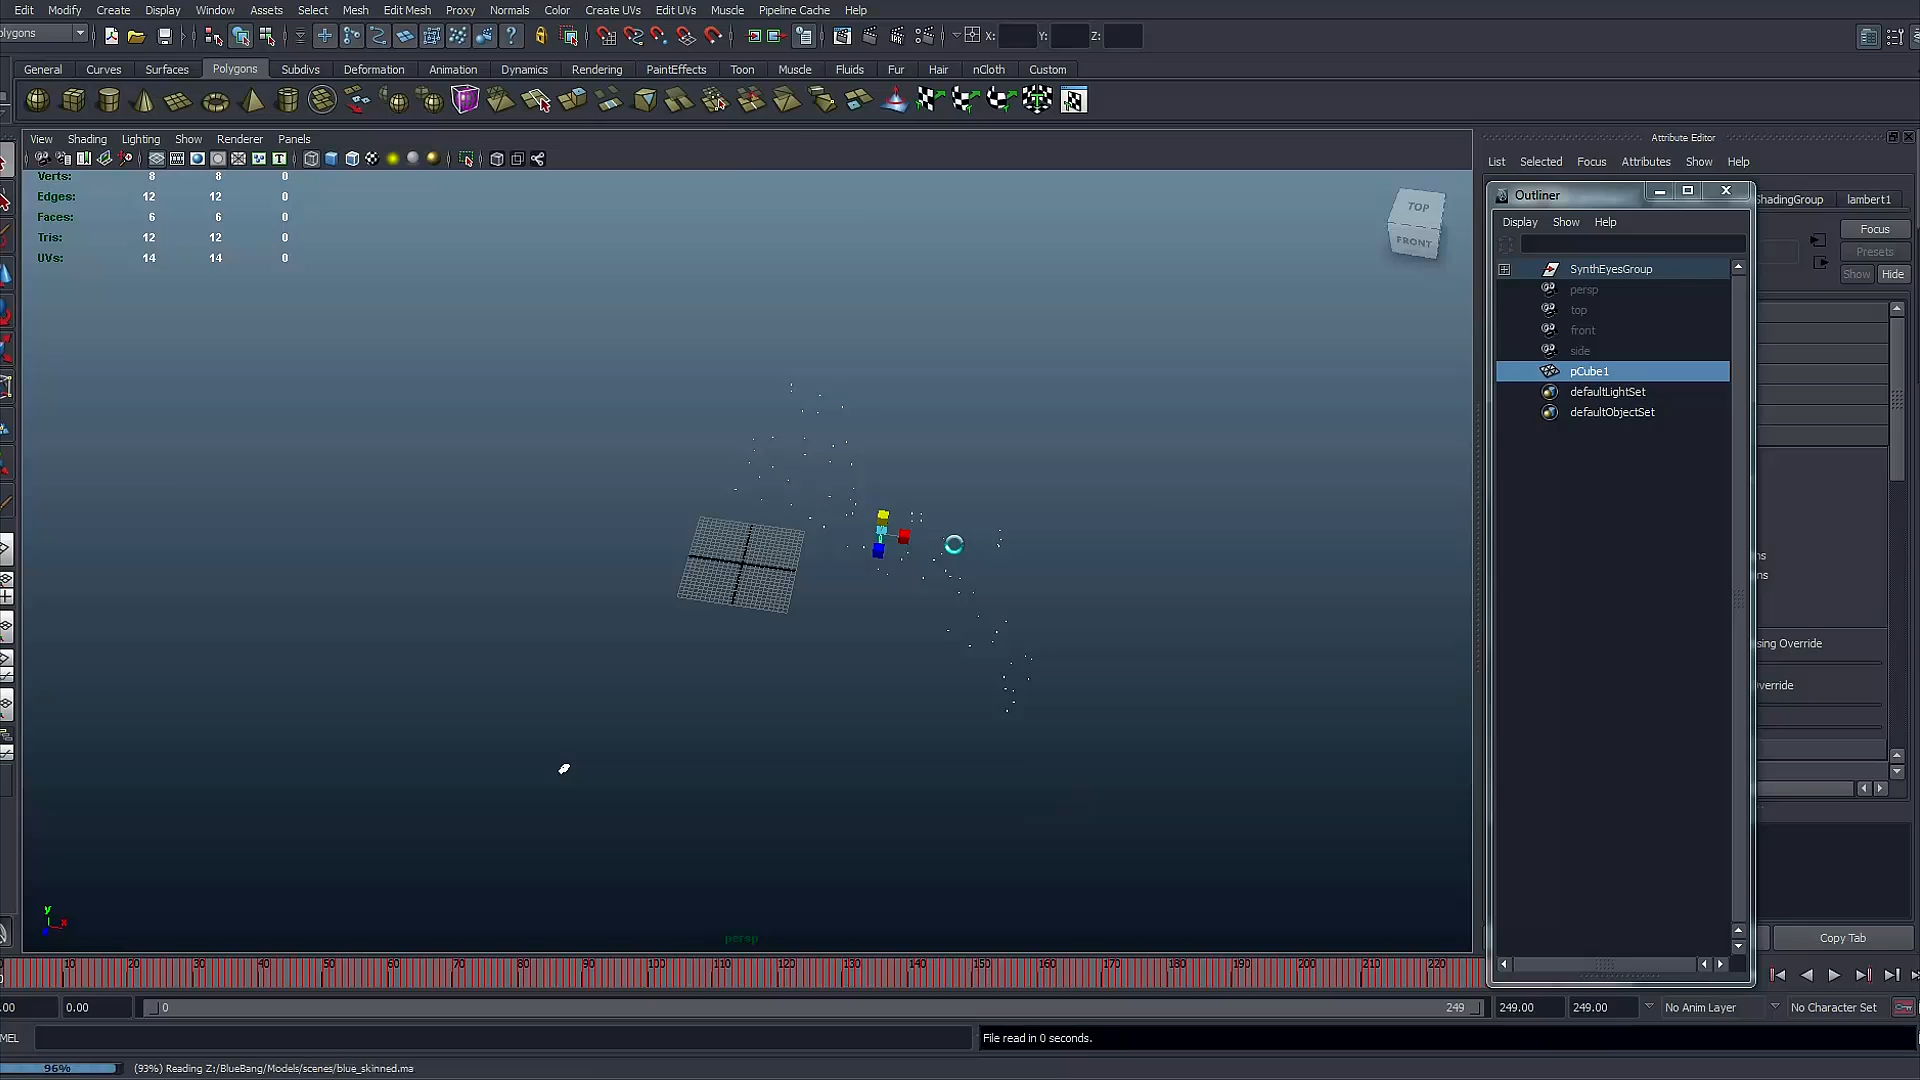 Edit Modify Create Display Window Assets Select Mesh Edit Mesh Proxy Normals Color Create UVs Edit UVs Muscle Pipeline Cache Help
olygons X: Y: Z:
General Curves Surfaces Polygons Subdivs Deformation Animation Dynamics Rendering PaintEffects Toon Muscle Fluids Fur Hair nCloth Custom
View Shading Lighting Show Renderer Panels
Attribute Editor
List Selected Focus Attributes Show Help
Verts: 8 8 0
Edges: 12 12 0
Faces: 6 6 0
Tris: 12 12 0
UVs: 14 14 0
TOP
FRONT
Outliner
ShadingGroup lambert1
Display Show Help
Focus
Presets
Show Hide
SynthEyesGroup
persp
top
front
side
pCube1
defaultLightSet
defaultObjectSet
ns
ns
sing Override
verride
y
x
persp
Copy Tab
10 20 30 40 50 60 70 80 90 100 110 120 130 140 150 160 170 180 190 200 210 220
.00 0.00 0 249 249.00 249.00 No Anim Layer No Character Set
MEL File read in 0 seconds.
96% (93%) Reading Z:/BlueBang/Models/scenes/blue_skinned.ma